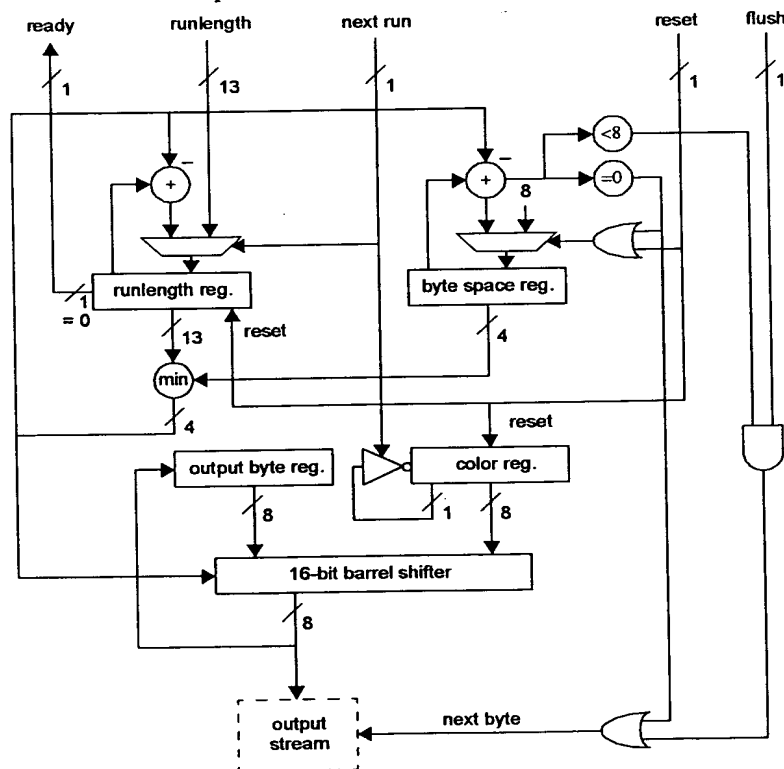 ready
runlength
next run
reset
flush
1
13
1
1
1
<8
−
+
−
+
8
=0
runlength reg.
byte space reg.
1
= 0
13
reset
4
min
4
reset
output byte reg.
color reg.
8
1
8
16-bit barrel shifter
8
output
stream
next byte